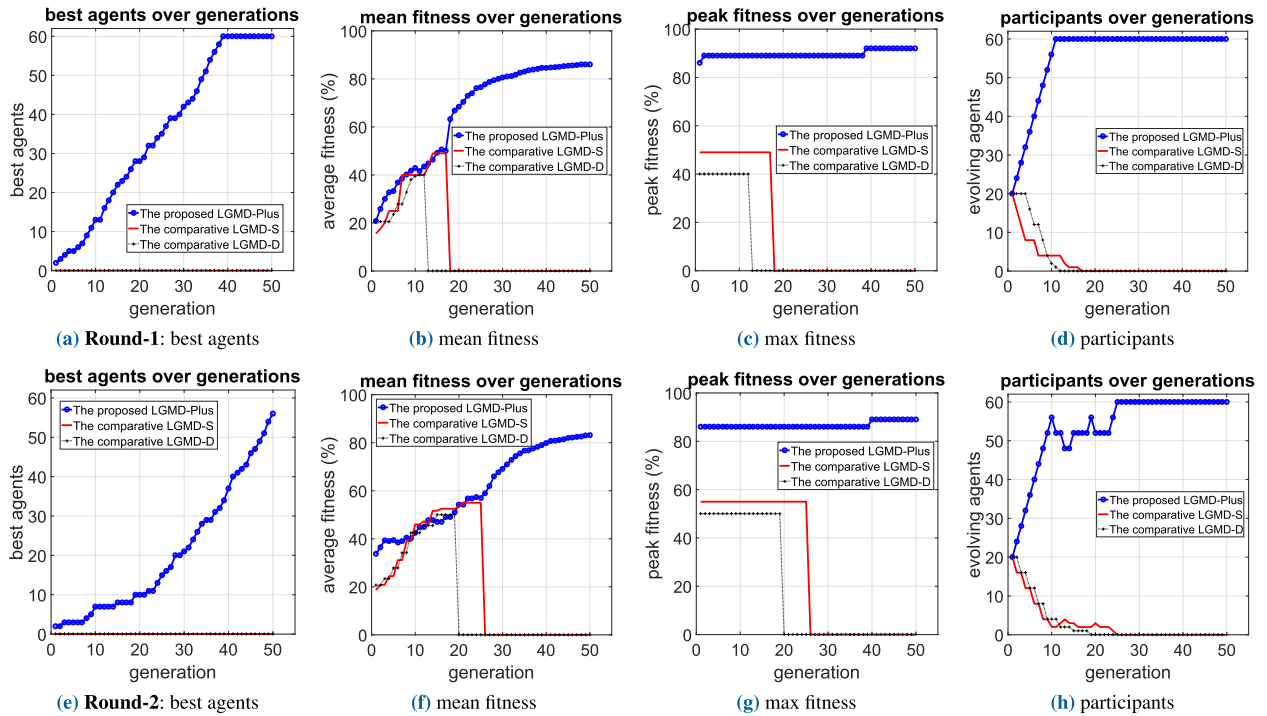 best agents over generations
60
50
40
30
20
10
0
best agents
The proposed LGMD-Plus
The comparative LGMD-S
The comparative LGMD-D
0 10 20 30 40 50
generation
(a) Round-1: best agents
mean fitness over generations
100
80
60
40
20
0
average fitness (%)
The proposed LGMD-Plus
The comparative LGMD-S
The comparative LGMD-D
0 10 20 30 40 50
generation
(b) mean fitness
peak fitness over generations
100
80
60
40
20
0
peak fitness (%)
The proposed LGMD-Plus
The comparative LGMD-S
The comparative LGMD-D
0 10 20 30 40 50
generation
(c) max fitness
participants over generations
60
50
40
30
20
10
0
evolving agents
The proposed LGMD-Plus
The comparative LGMD-S
The comparative LGMD-D
0 10 20 30 40 50
generation
(d) participants
best agents over generations
60
50
40
30
20
10
0
best agents
The proposed LGMD-Plus
The comparative LGMD-S
The comparative LGMD-D
0 10 20 30 40 50
generation
(e) Round-2: best agents
mean fitness over generations
100
80
60
40
20
0
average fitness (%)
The proposed LGMD-Plus
The comparative LGMD-S
The comparative LGMD-D
0 10 20 30 40 50
generation
(f) mean fitness
peak fitness over generations
100
80
60
40
20
0
peak fitness (%)
The proposed LGMD-Plus
The comparative LGMD-S
The comparative LGMD-D
0 10 20 30 40 50
generation
(g) max fitness
participants over generations
60
50
40
30
20
10
0
evolving agents
The proposed LGMD-Plus
The comparative LGMD-S
The comparative LGMD-D
0 10 20 30 40 50
generation
(h) participants